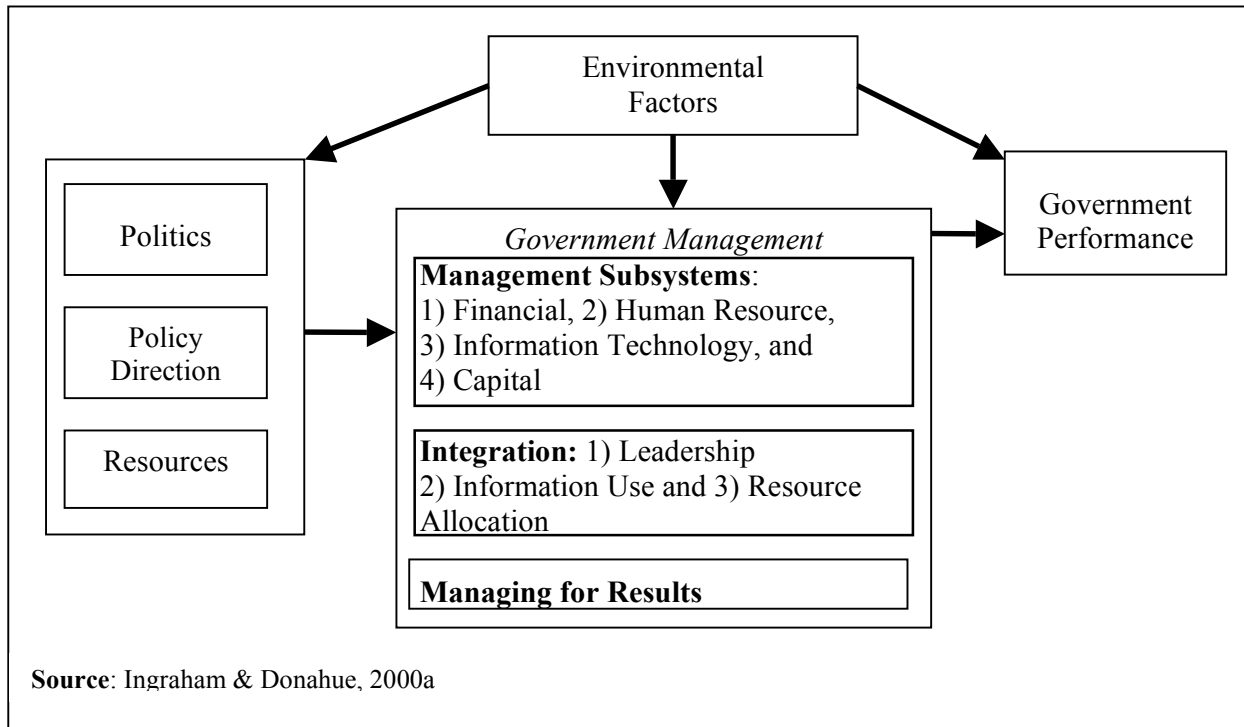 Environmental
Factors
Politics
Policy
Direction
Resources
Government Management
Management Subsystems:
1) Financial, 2) Human Resource,
3) Information Technology, and
4) Capital
Integration: 1) Leadership
2) Information Use and 3) Resource
Allocation
Managing for Results
Government
Performance
Source: Ingraham & Donahue, 2000a